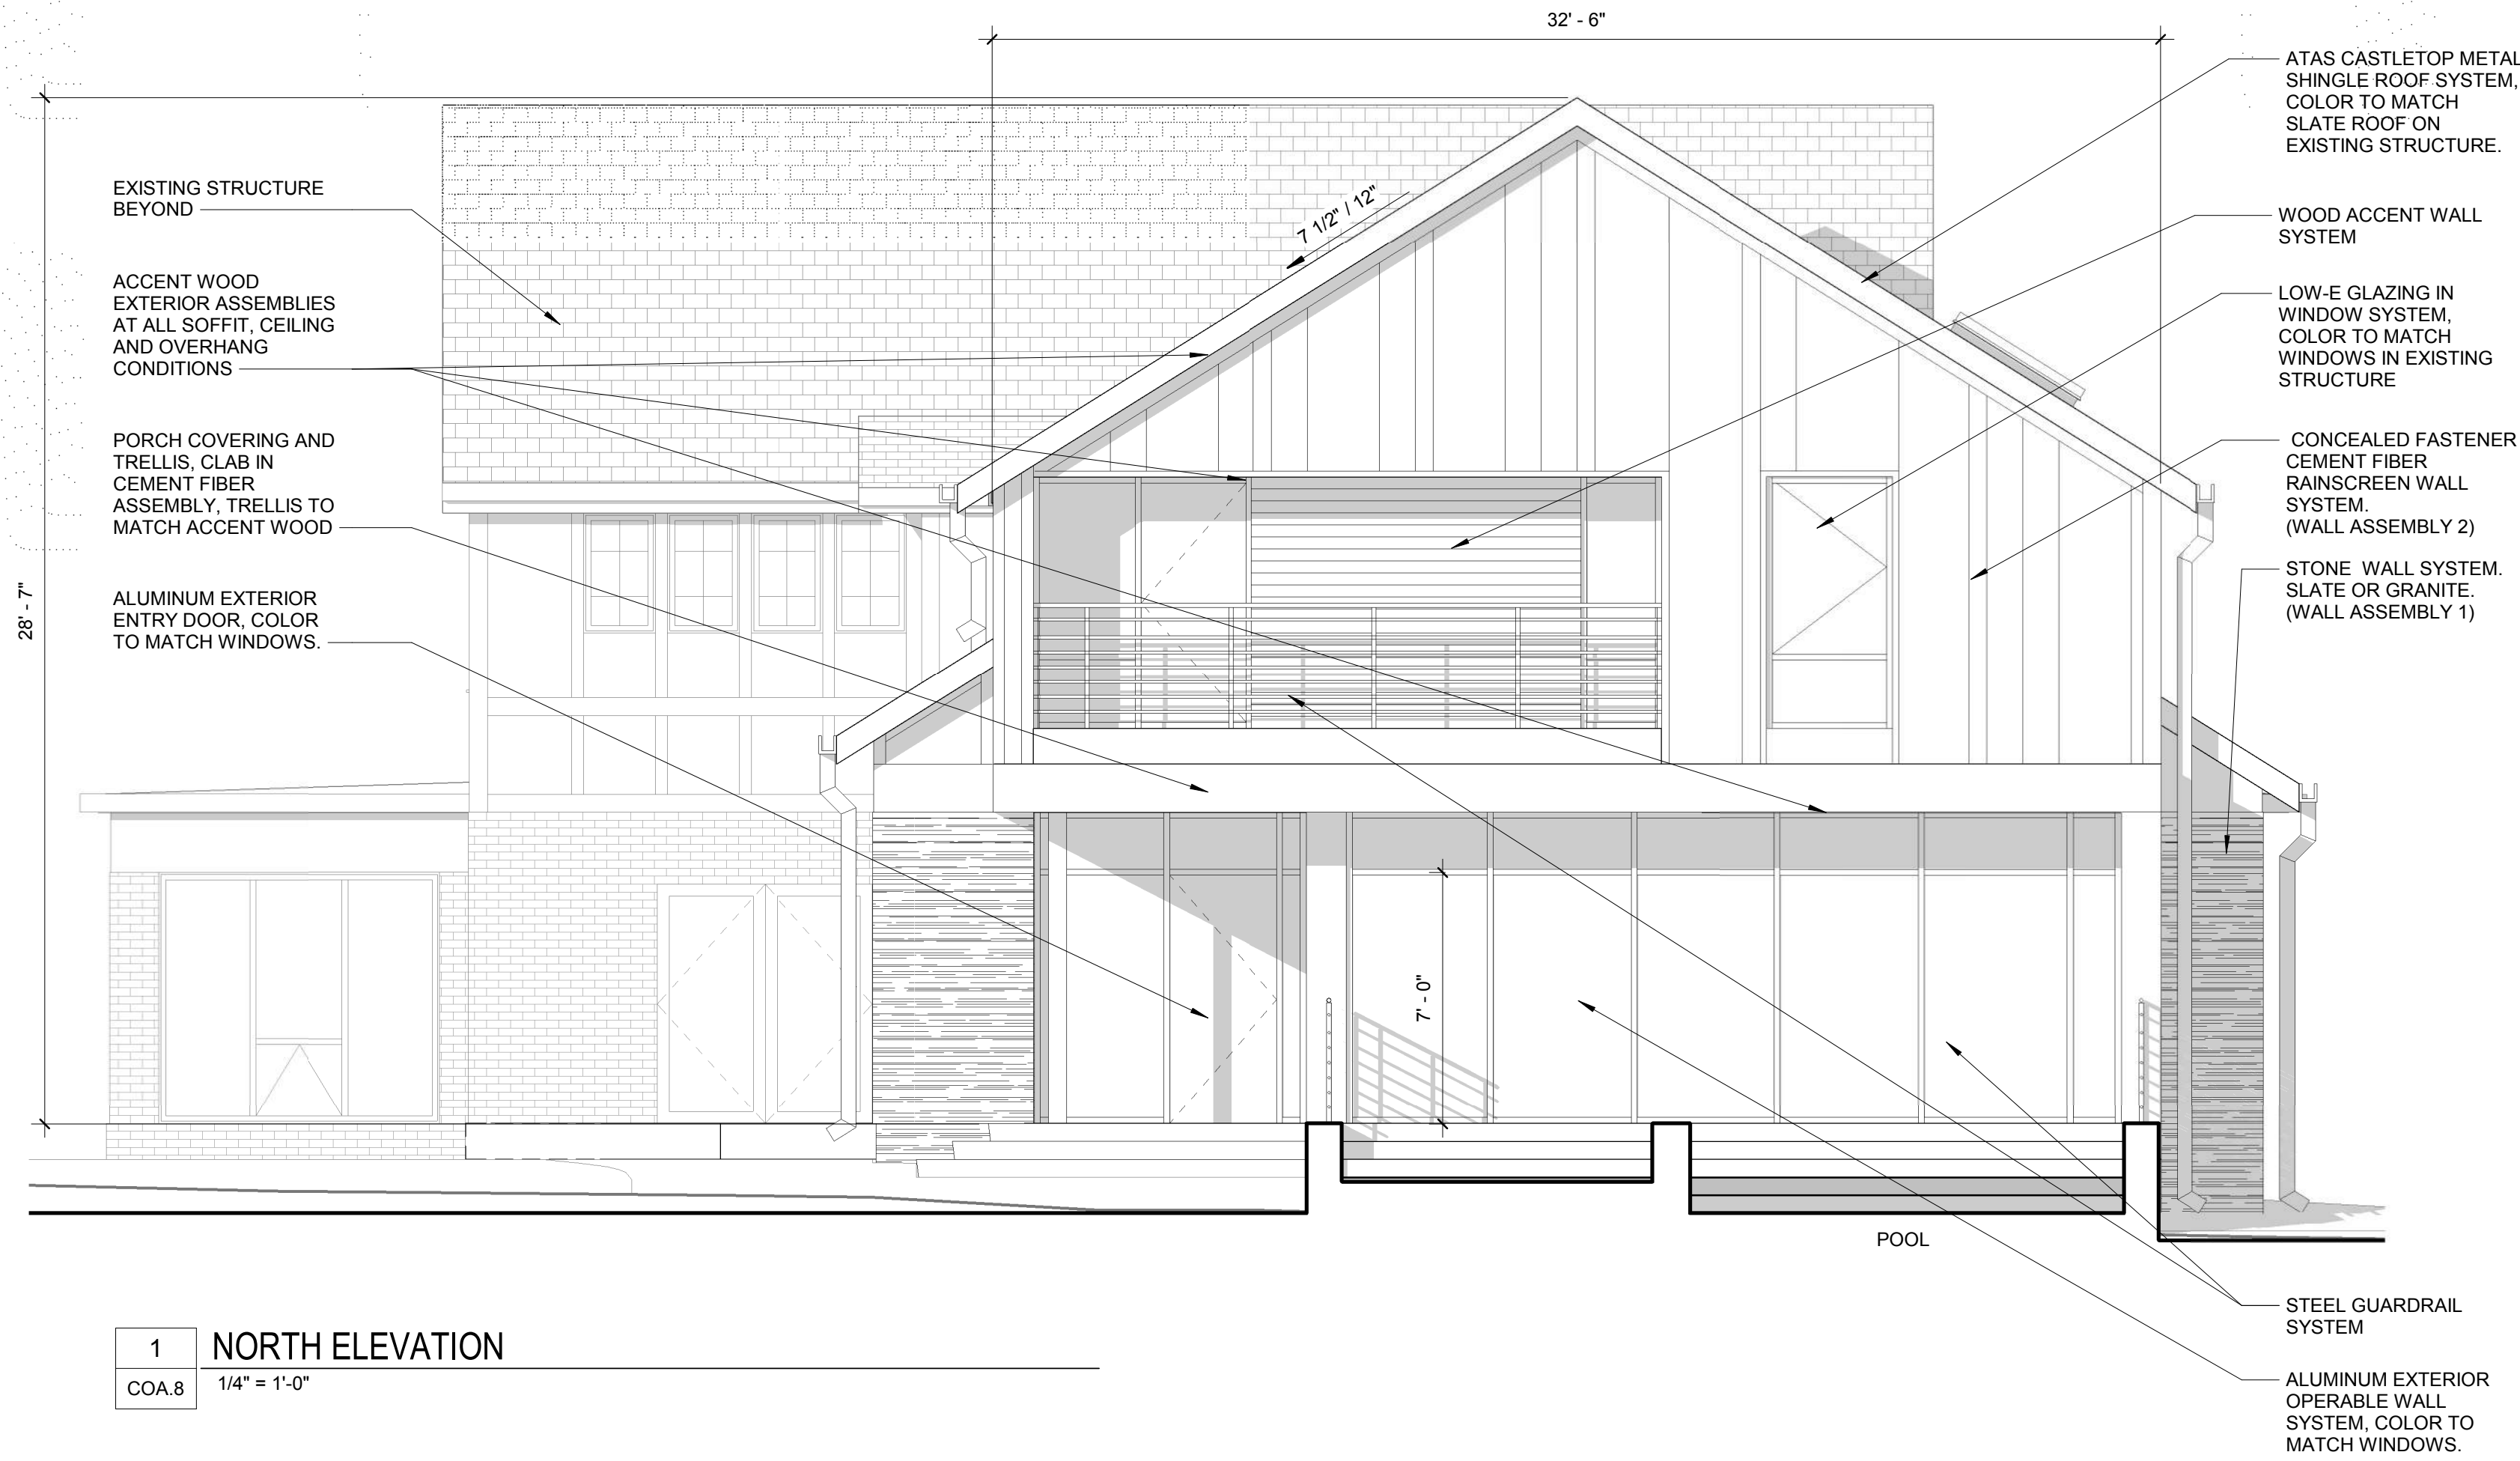 32' - 6"
ATAS CASTLETOP METAL
SHINGLE ROOF SYSTEM,
COLOR TO MATCH
SLATE ROOF ON
EXISTING STRUCTURE.
EXISTING STRUCTURE
BEYOND
7 1/2" / 12"
WOOD ACCENT WALL
SYSTEM
ACCENT WOOD
EXTERIOR ASSEMBLIES
AT ALL SOFFIT, CEILING
AND OVERHANG
CONDITIONS
LOW-E GLAZING IN
WINDOW SYSTEM,
COLOR TO MATCH
WINDOWS IN EXISTING
STRUCTURE
PORCH COVERING AND
TRELLIS, CLAB IN
CEMENT FIBER
ASSEMBLY, TRELLIS TO
MATCH ACCENT WOOD
CONCEALED FASTENER
CEMENT FIBER
RAINSCREEN WALL
SYSTEM.
(WALL ASSEMBLY 2)
28' - 7"
ALUMINUM EXTERIOR
ENTRY DOOR, COLOR
TO MATCH WINDOWS.
STONE WALL SYSTEM.
SLATE OR GRANITE.
(WALL ASSEMBLY 1)
7' - 0"
POOL
STEEL GUARDRAIL
SYSTEM
ALUMINUM EXTERIOR
OPERABLE WALL
SYSTEM, COLOR TO
MATCH WINDOWS.
1
NORTH ELEVATION
COA.8
1/4" = 1'-0"